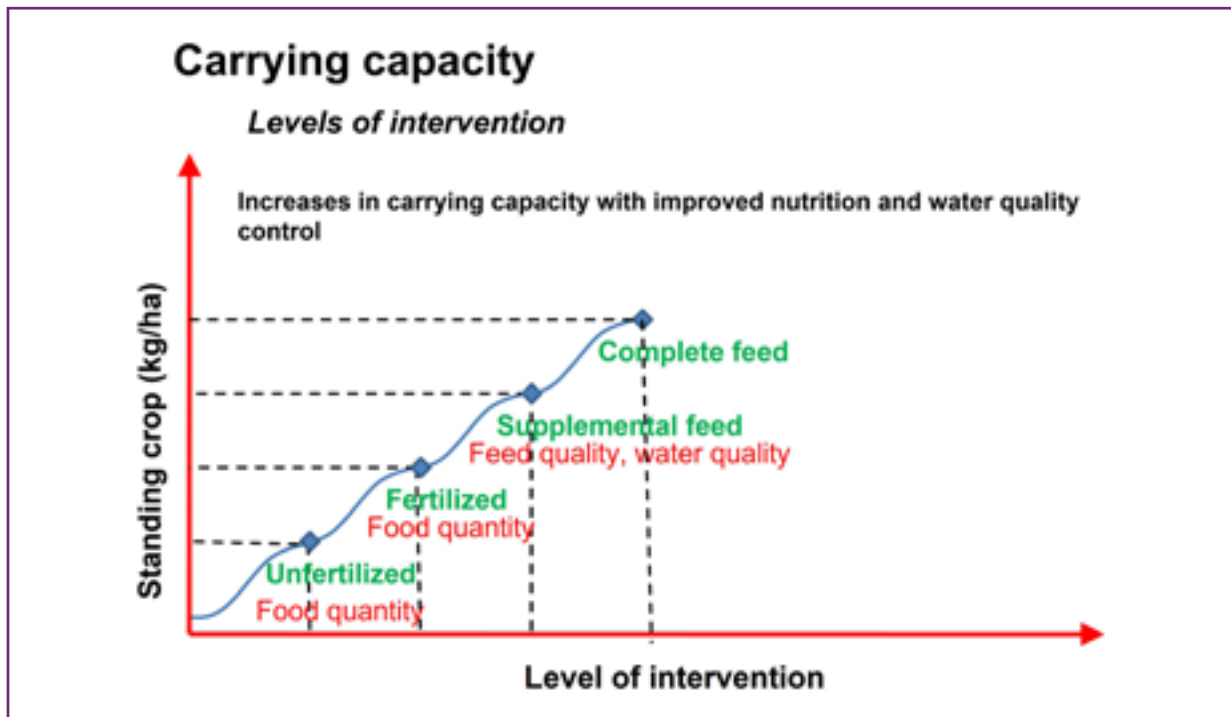 Carrying capacity
Levels of intervention
Increases in carrying capacity with improved nutrition and water quality
control
Standing crop (kg/ha)
Complete feed
Supplemental feed
Feed quality, water quality
Fertilized
Food quantity
Unfertilized
Food quantity
Level of intervention